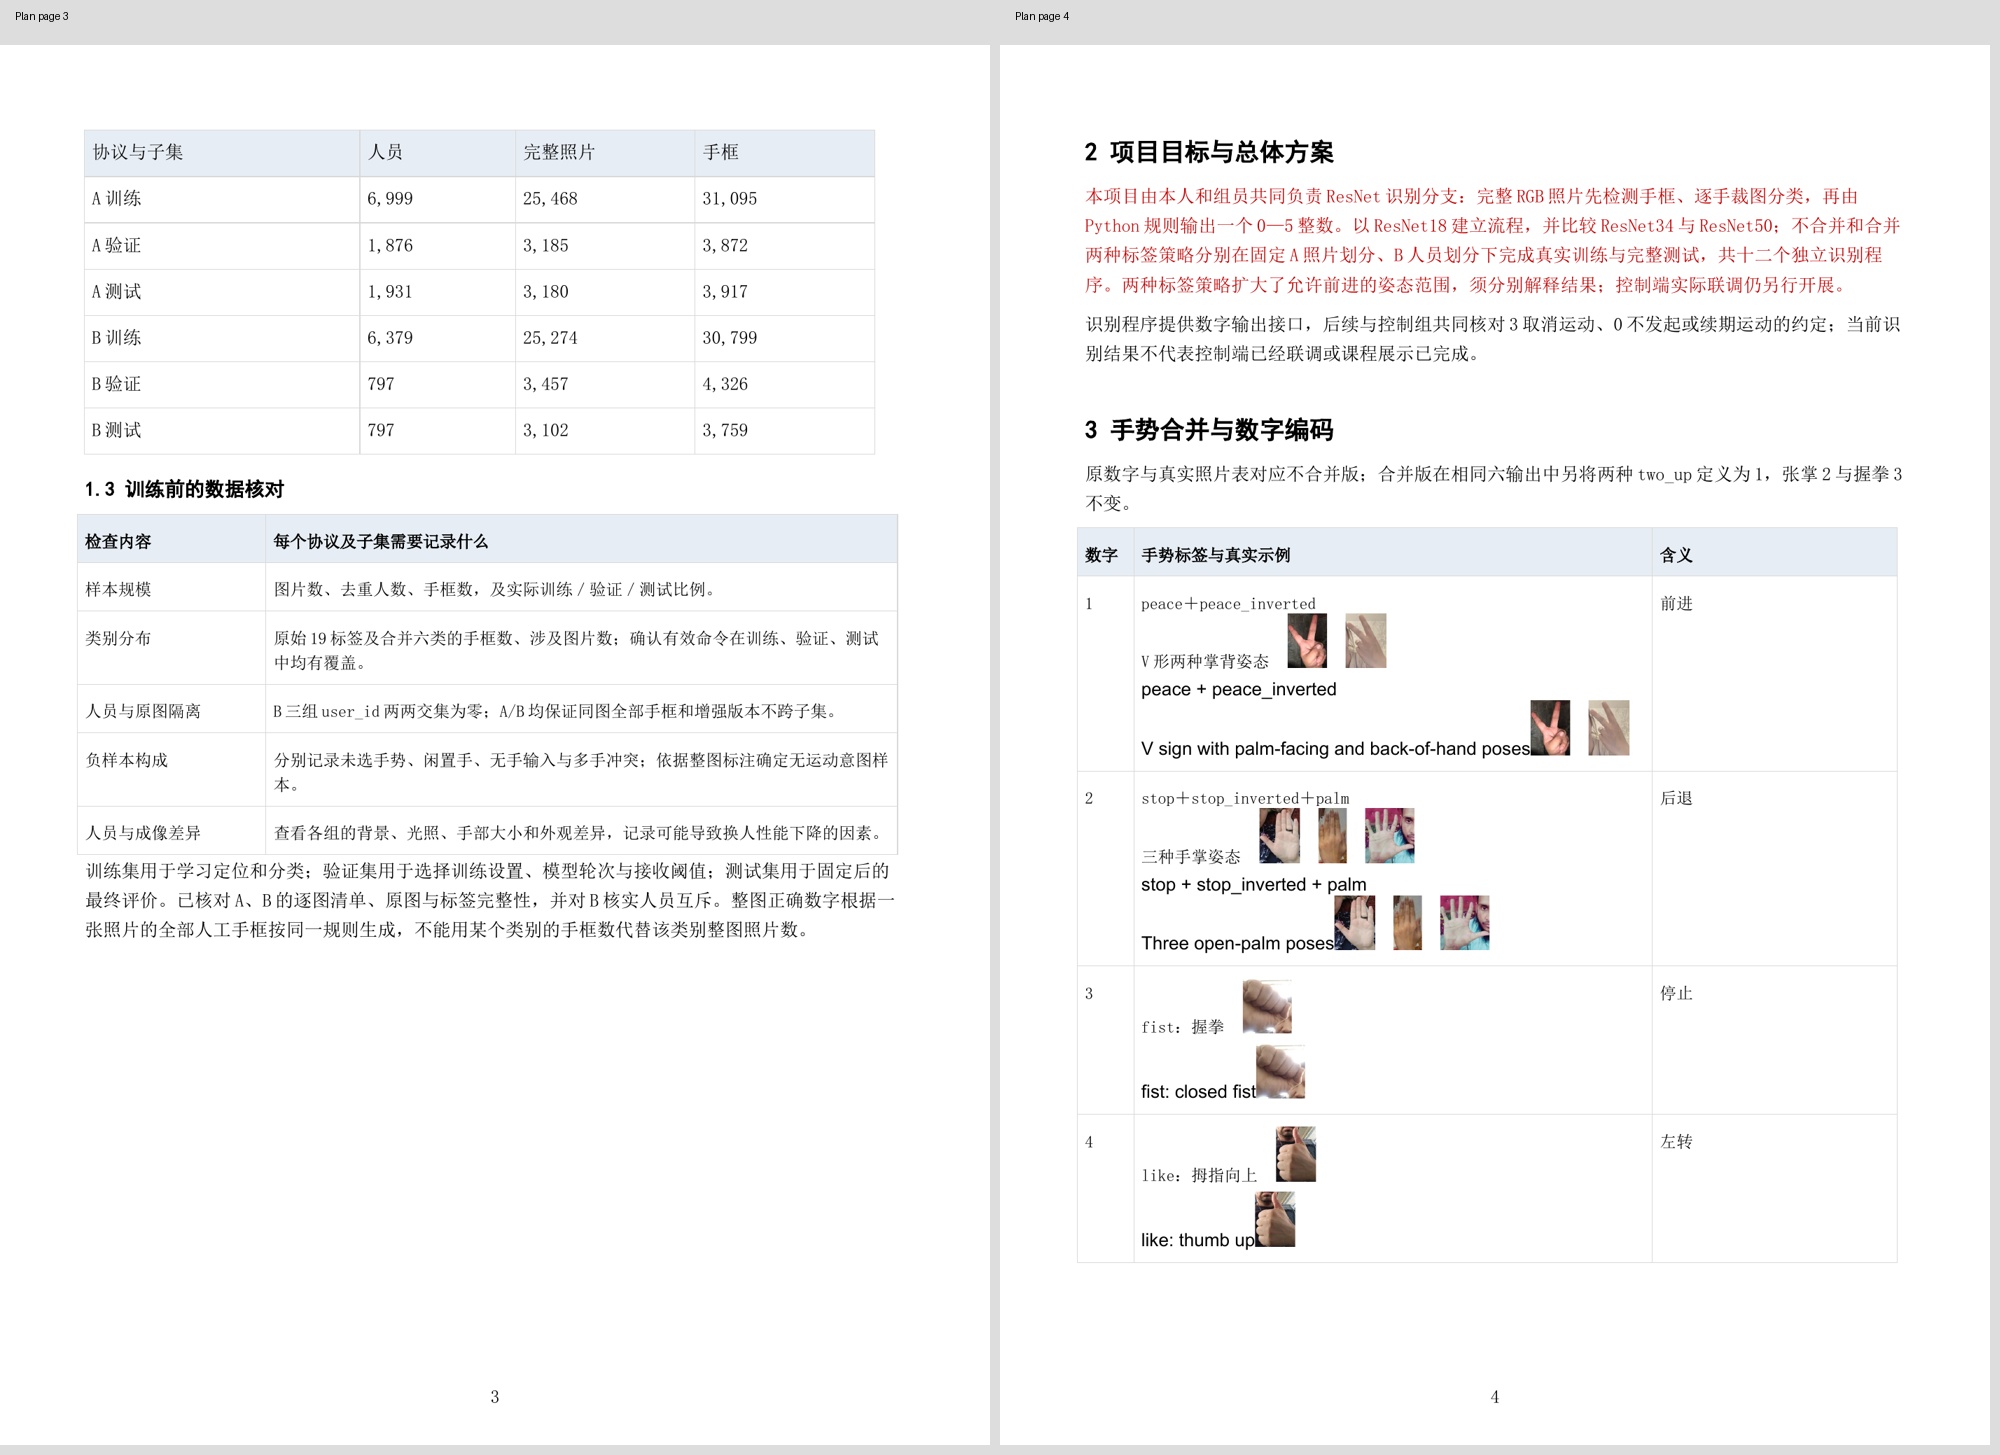 Plan page 3
协议与子集 人员 完整照片 手框
A 训练 6,999 25,468 31,095
A 验证 1,876 3,185 3,872
A 测试 1,931 3,180 3,917
B 训练 6,379 25,274 30,799
B 验证 797 3,457 4,326
B 测试 797 3,102 3,759
1.3 训练前的数据核对
检查内容 每个协议及子集需要记录什么
样本规模 图片数、去重人数、手框数，及实际训练 / 验证 / 测试比例。
类别分布 原始 19 标签及合并六类的手框数、涉及图片数；确认有效命令在训练、验证、测试
中均有覆盖。
人员与原图隔离 B 三组 user_id 两两交集为零；A/B 均保证同图全部手框和增强版本不跨子集。
负样本构成 分别记录未选手势、闲置手、无手输入与多手冲突；依据整图标注确定无运动意图样
本。
人员与成像差异 查看各组的背景、光照、手部大小和外观差异，记录可能导致换人性能下降的因素。
训练集用于学习定位和分类；验证集用于选择训练设置、模型轮次与接收阈值；测试集用于固定后的
最终评价。已核对 A、B 的逐图清单、原图与标签完整性，并对 B 核实人员互斥。整图正确数字根据一
张照片的全部人工手框按同一规则生成，不能用某个类别的手框数代替该类别整图照片数。
3
Plan page 4
2 项目目标与总体方案
本项目由本人和组员共同负责 ResNet 识别分支：完整 RGB 照片先检测手框、逐手裁图分类，再由
Python 规则输出一个 0—5 整数。以 ResNet18 建立流程，并比较 ResNet34 与 ResNet50；不合并和合并
两种标签策略分别在固定 A 照片划分、B 人员划分下完成真实训练与完整测试，共十二个独立识别程
序。两种标签策略扩大了允许前进的姿态范围，须分别解释结果；控制端实际联调仍另行开展。
识别程序提供数字输出接口，后续与控制组共同核对 3 取消运动、0 不发起或续期运动的约定；当前识
别结果不代表控制端已经联调或课程展示已完成。
3 手势合并与数字编码
原数字与真实照片表对应不合并版；合并版在相同六输出中另将两种 two_up 定义为 1，张掌 2 与握拳 3
不变。
数字 手势标签与真实示例 含义
1 peace＋peace_inverted 前进
V 形两种掌背姿态
peace + peace_inverted
V sign with palm-facing and back-of-hand poses
2 stop＋stop_inverted＋palm 后退
三种手掌姿态
stop + stop_inverted + palm
Three open-palm poses
3 停止
fist：握拳
fist: closed fist
4 左转
like：拇指向上
like: thumb up
4